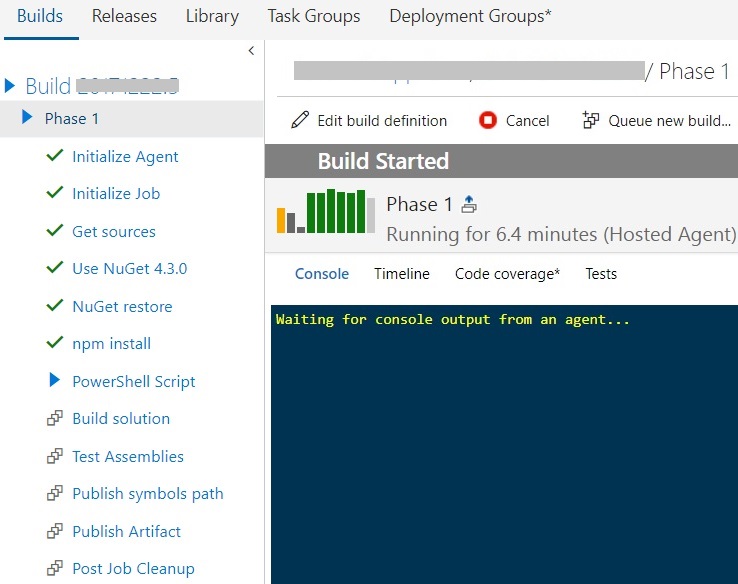 Builds
Releases
Library
Task Groups
Deployment Groups*
Build
/ Phase 1
Phase 1
Edit build definition
Cancel
Queue new build...
Initialize Agent
Build Started
Initialize Job
Phase 1
Get sources
Running for 6.4 minutes (Hosted Agent)
Use NuGet 4.3.0
Console
Timeline
Code coverage*
Tests
NuGet restore
Waiting for console output from an agent...
npm install
PowerShell Script
Build solution
Test Assemblies
Publish symbols path
Publish Artifact
Post Job Cleanup